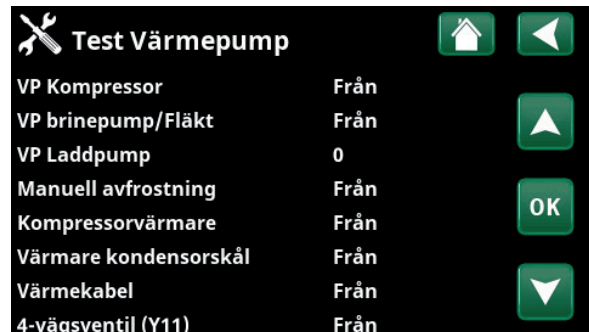 Test Värmepump
VP Kompressor Från
VP brinepump/Fläkt Från
VP Laddpump 0
Manuell avfrostning Från
OK
Kompressorvärmare Från
Värmare kondensorskål Från
Värmekabel Från
4-vägsventil (Y11) Från